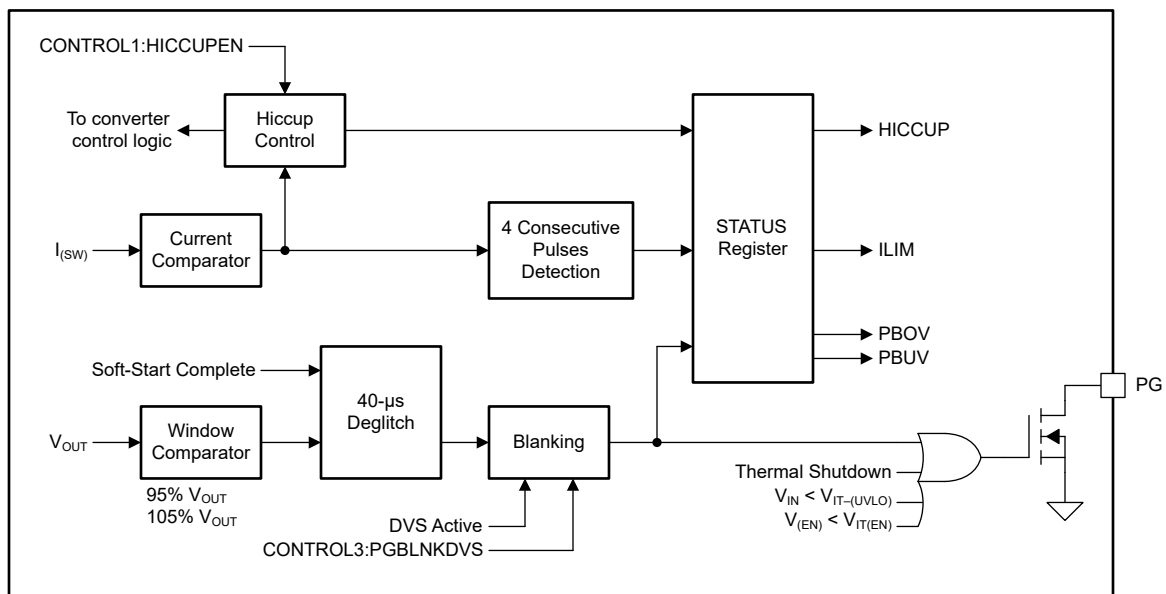 CONTROL1:HICCUPEN
To converter
control logic
Hiccup
Control
HICCUP
I(SW)
Current
Comparator
4 Consecutive
Pulses
Detection
STATUS
Register
ILIM
PBOV
PBUV
Soft-Start Complete
40-µs
Deglitch
PG
VOUT
Window
Comparator
Blanking
95% VOUT
105% VOUT
Thermal Shutdown
VIN < VIT–(UVLO)
V(EN) < VIT(EN)
DVS Active
CONTROL3:PGBLNKDVS